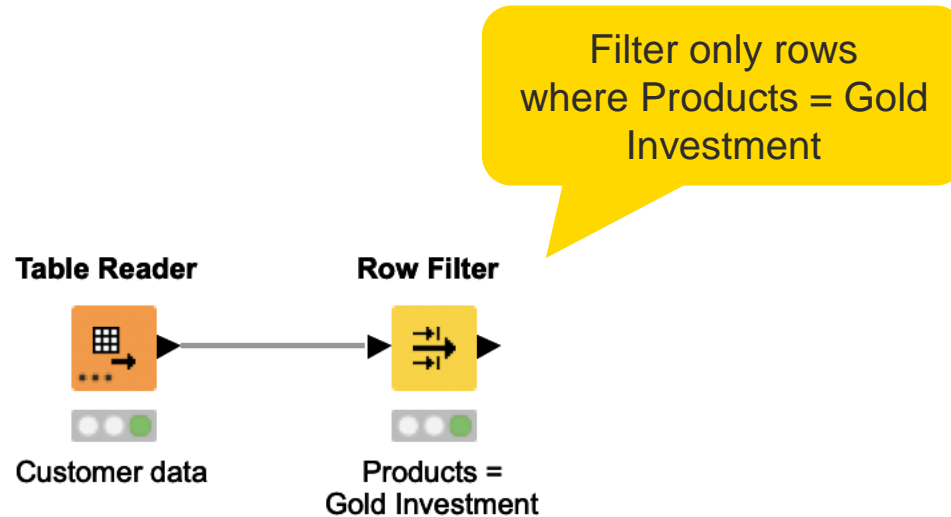 Filter only rows
where Products = Gold
Investment
Table Reader
Row Filter
Customer data
Products =
Gold Investment